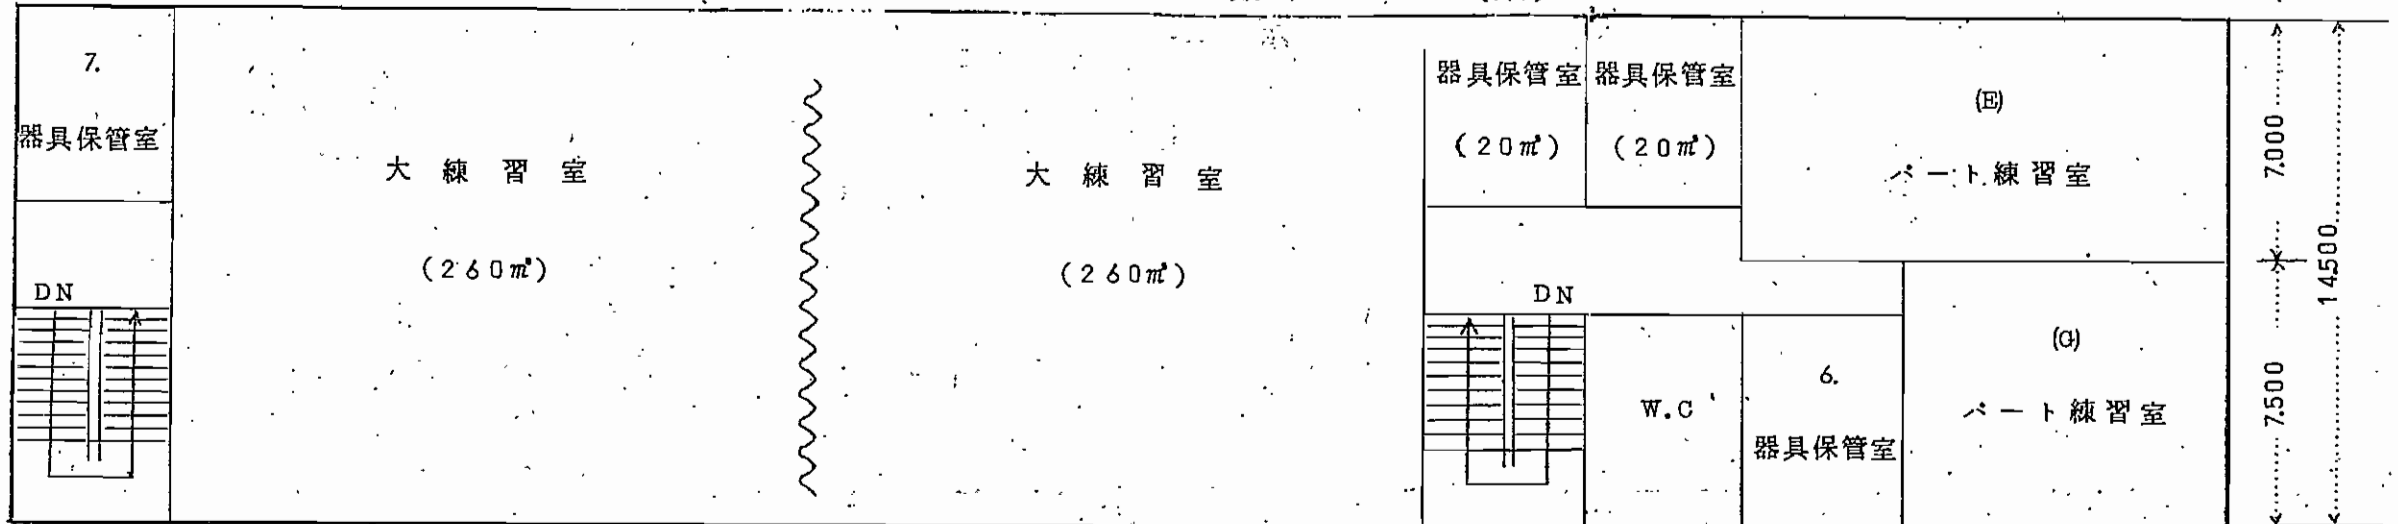 7.
器具保管室
DN
大練習室
(260㎡)
大練習室
(260㎡)
器具保管室
(20㎡)
器具保管室
(20㎡)
(E)
パート練習室
DN
W.C
6.
器具保管室
(G)
パート練習室
7.000
7.500
14.500